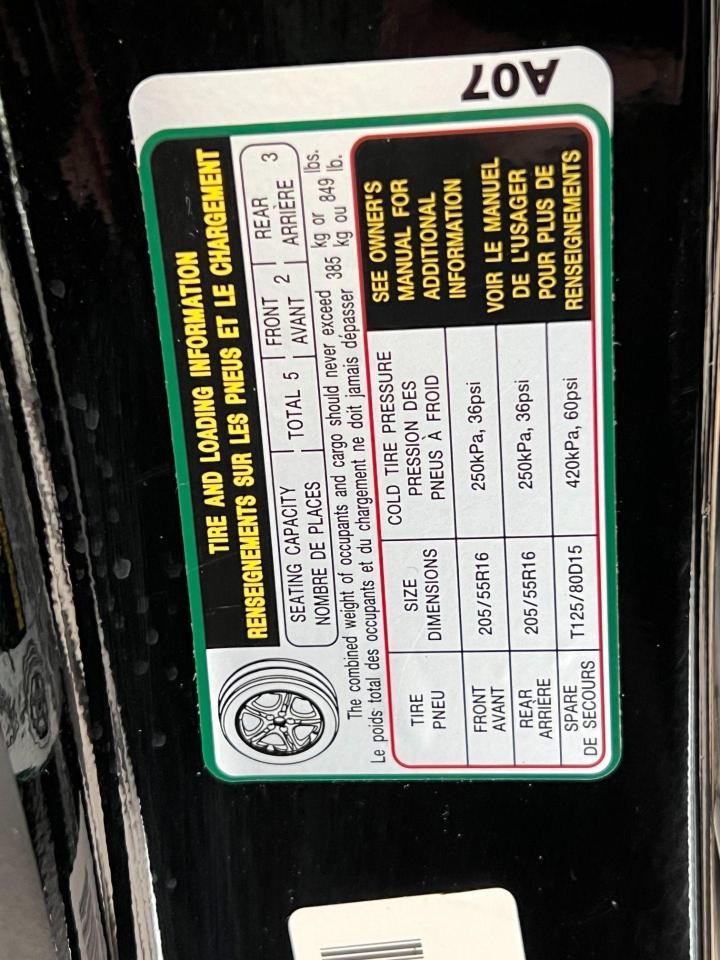 A07
TIRE AND LOADING INFORMATION
RENSEIGNEMENTS SUR LES PNEUS ET LE CHARGEMENT
SEATING CAPACITY
NOMBRE DE PLACES
TOTAL 5
FRONT
AVANT 2
REAR
ARRIÈRE 3
The combined weight of occupants and cargo should never exceed 385 kg or 849 lbs.
Le poids total des occupants et du chargement ne doit jamais dépasser 385 kg ou 849 lb.
TIRE
PNEU
SIZE
DIMENSIONS
COLD TIRE PRESSURE
PRESSION DES
PNEUS À FROID
FRONT
AVANT
205/55R16
250kPa, 36psi
REAR
ARRIÈRE
205/55R16
250kPa, 36psi
SPARE
DE SECOURS
T125/80D15
420kPa, 60psi
SEE OWNER'S
MANUAL FOR
ADDITIONAL
INFORMATION
VOIR LE MANUEL
DE L'USAGER
POUR PLUS DE
RENSEIGNEMENTS